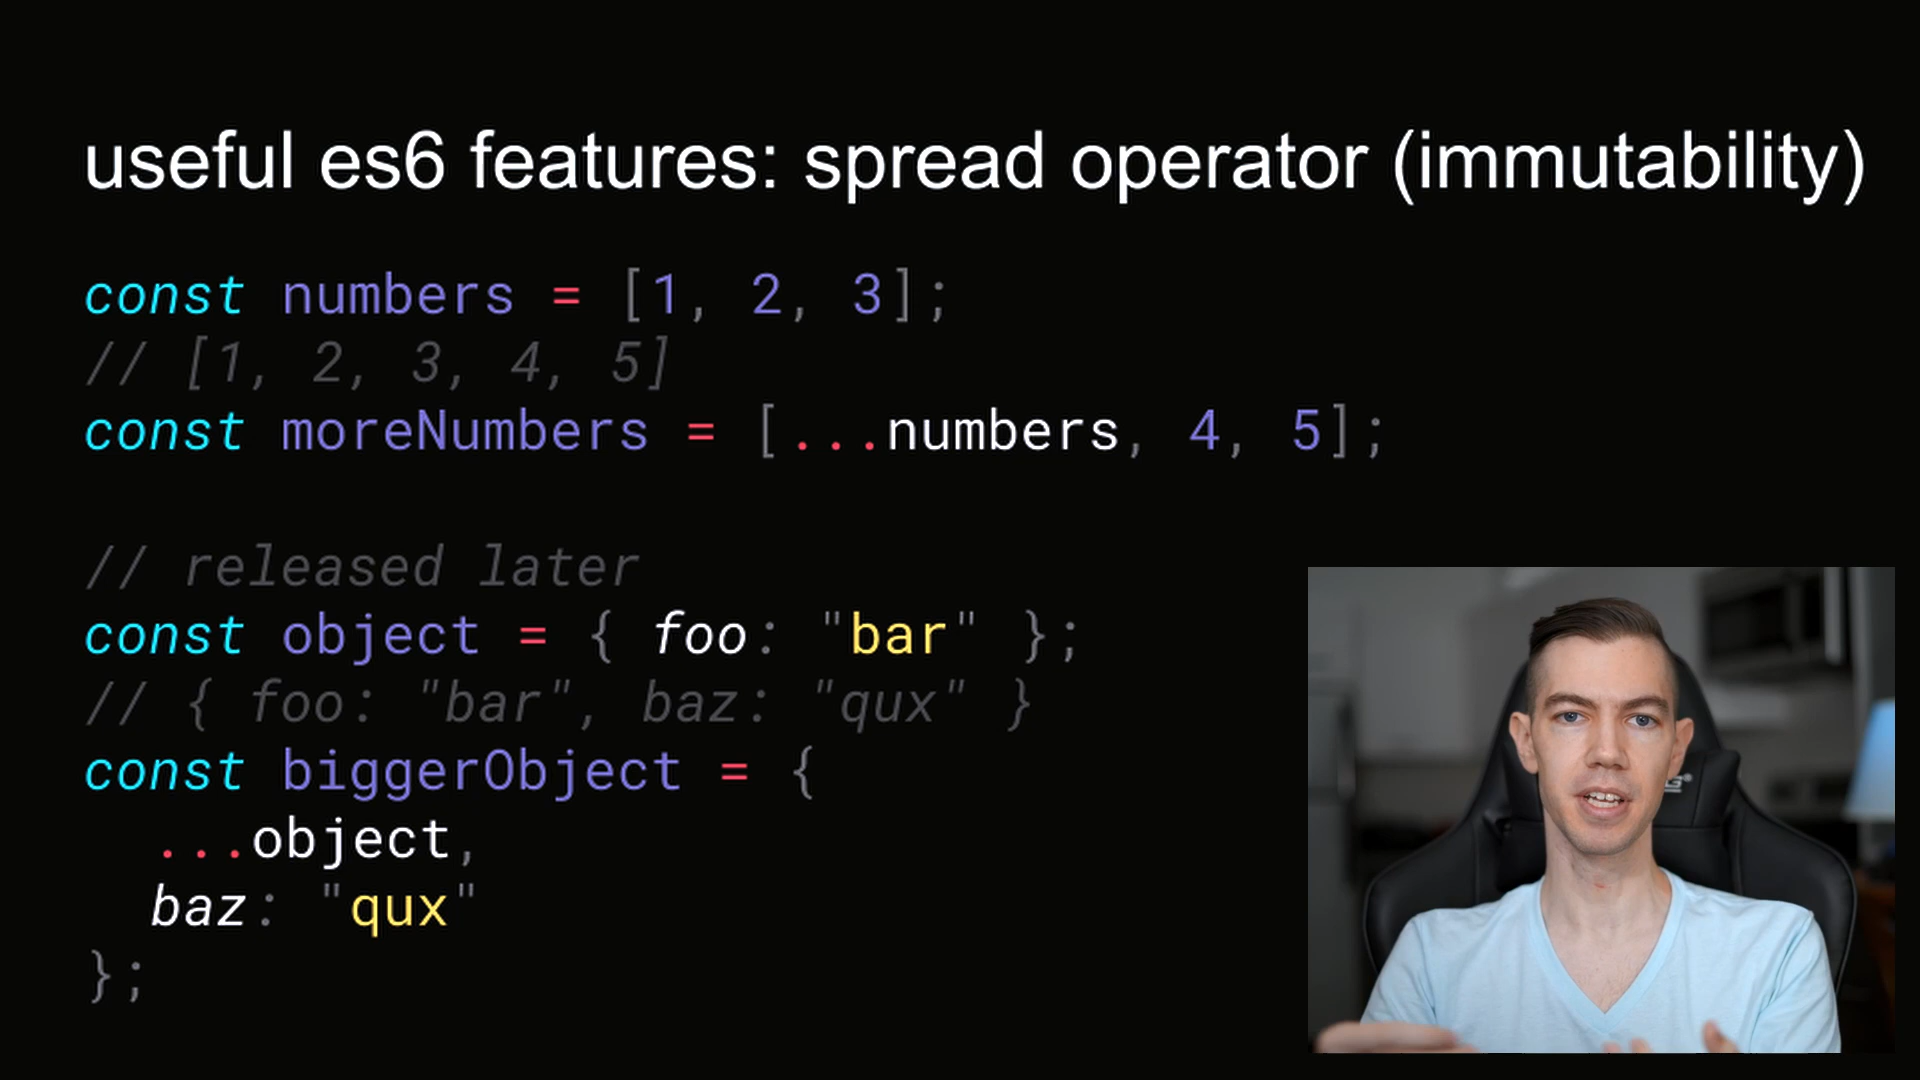 useful es6 features: spread operator (immutability)
const numbers = [1, 2, 3];
// [1, 2, 3, 4, 5]
const moreNumbers = [...numbers, 4, 5];
// released later
const object = { foo: "bar" };
// { foo: "bar", baz: "qux" }
const biggerObject = {
...object,
baz: "qux"
};